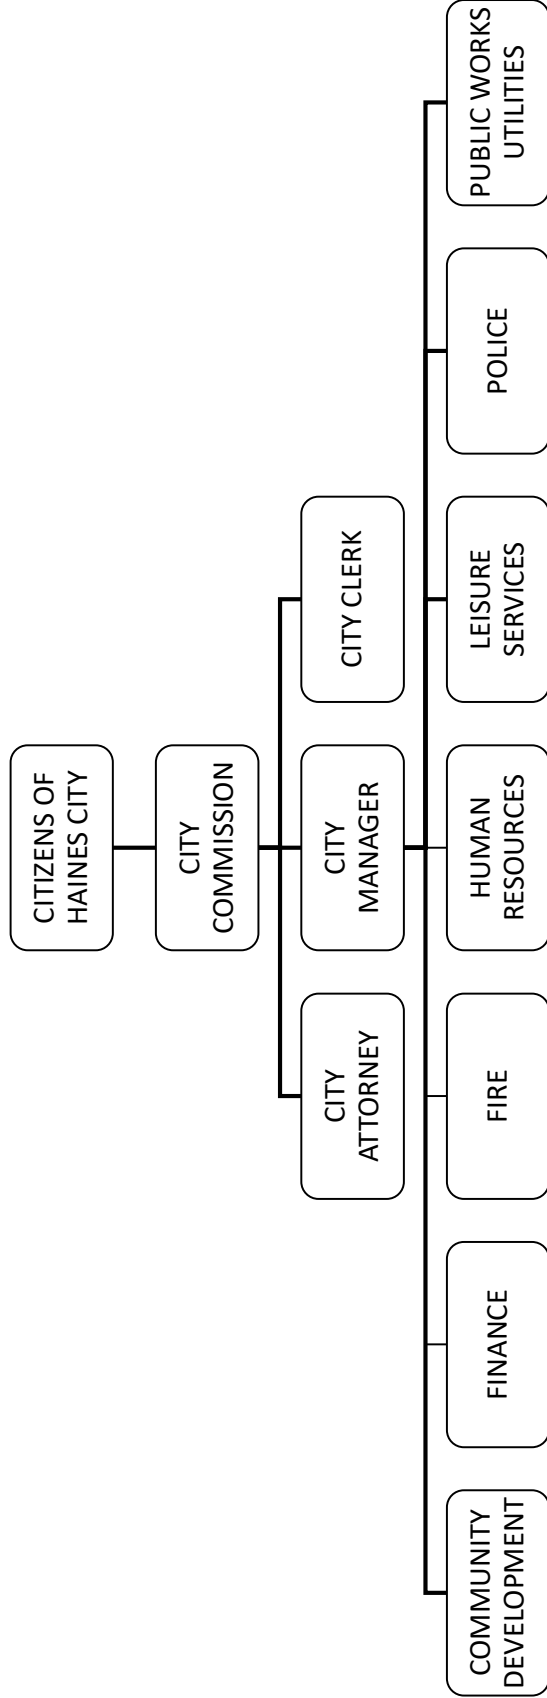 CITIZENS OF
HAINES CITY
CITY
COMMISSION
CITY
ATTORNEY
CITY
MANAGER
CITY CLERK
COMMUNITY
DEVELOPMENT
FINANCE
FIRE
HUMAN
RESOURCES
LEISURE
SERVICES
POLICE
PUBLIC WORKS
UTILITIES